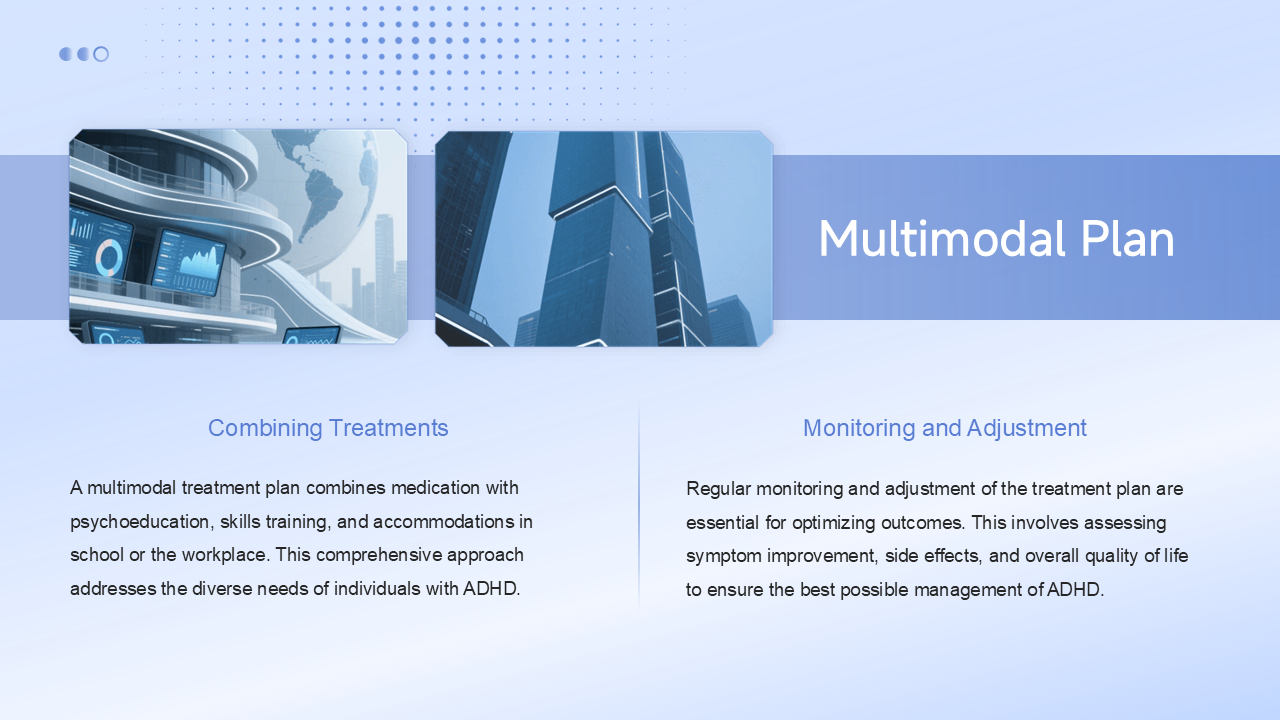 Multimodal Plan
Combining Treatments
A multimodal treatment plan combines medication with
psychoeducation, skills training, and accommodations in
school or the workplace. This comprehensive approach
addresses the diverse needs of individuals with ADHD.
Monitoring and Adjustment
Regular monitoring and adjustment of the treatment plan are
essential for optimizing outcomes. This involves assessing
symptom improvement, side effects, and overall quality of life
to ensure the best possible management of ADHD.